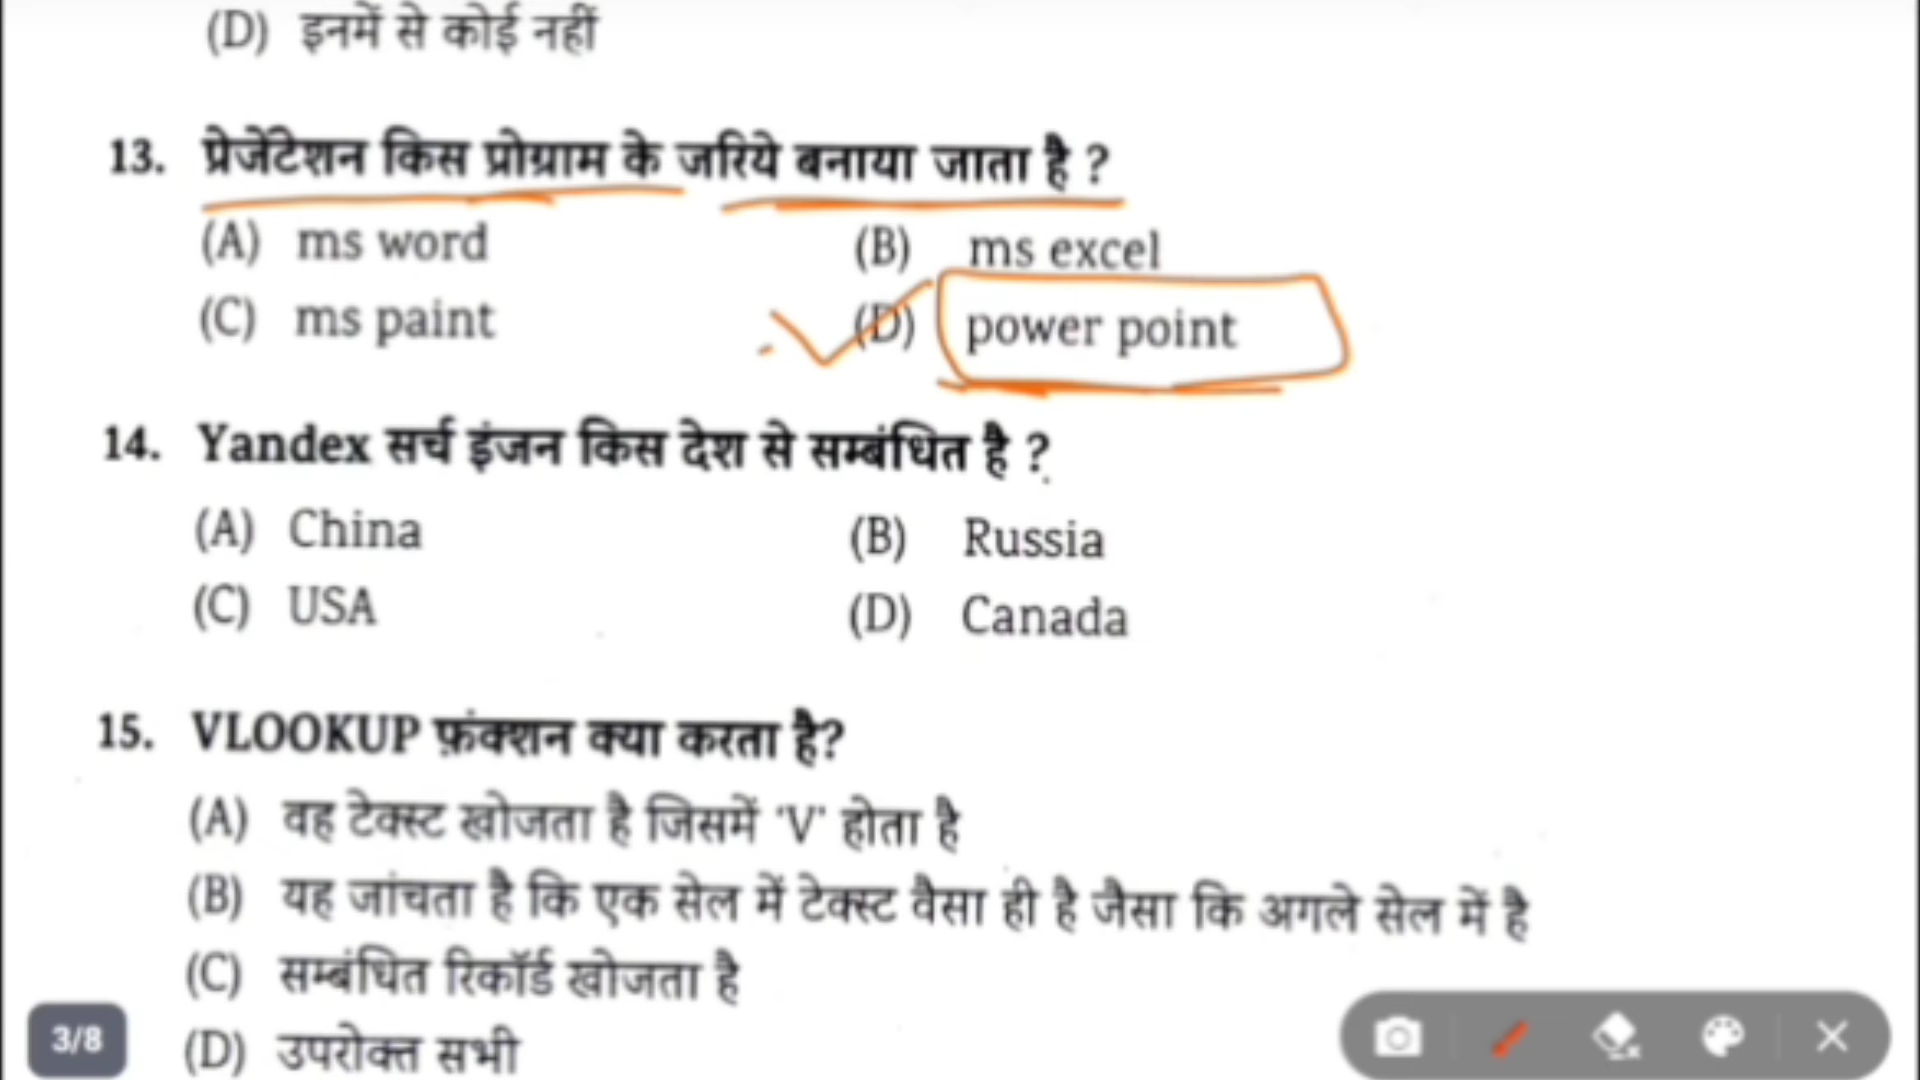 (D) इनमें से कोई नहीं
13. प्रेजेंटेशन किस प्रोग्राम के जरिये बनाया जाता है ?
(A) ms word (B) ms excel
(C) ms paint (D) power point
14. Yandex सर्च इंजन किस देश से सम्बंधित है ?
(A) China (B) Russia
(C) USA (D) Canada
15. VLOOKUP फ़ंक्शन क्या करता है?
(A) वह टेक्स्ट खोजता है जिसमें 'V' होता है
(B) यह जांचता है कि एक सेल में टेक्स्ट वैसा ही है जैसा कि अगले सेल में है
(C) सम्बंधित रिकॉर्ड खोजता है
(D) उपरोक्त सभी
3/8